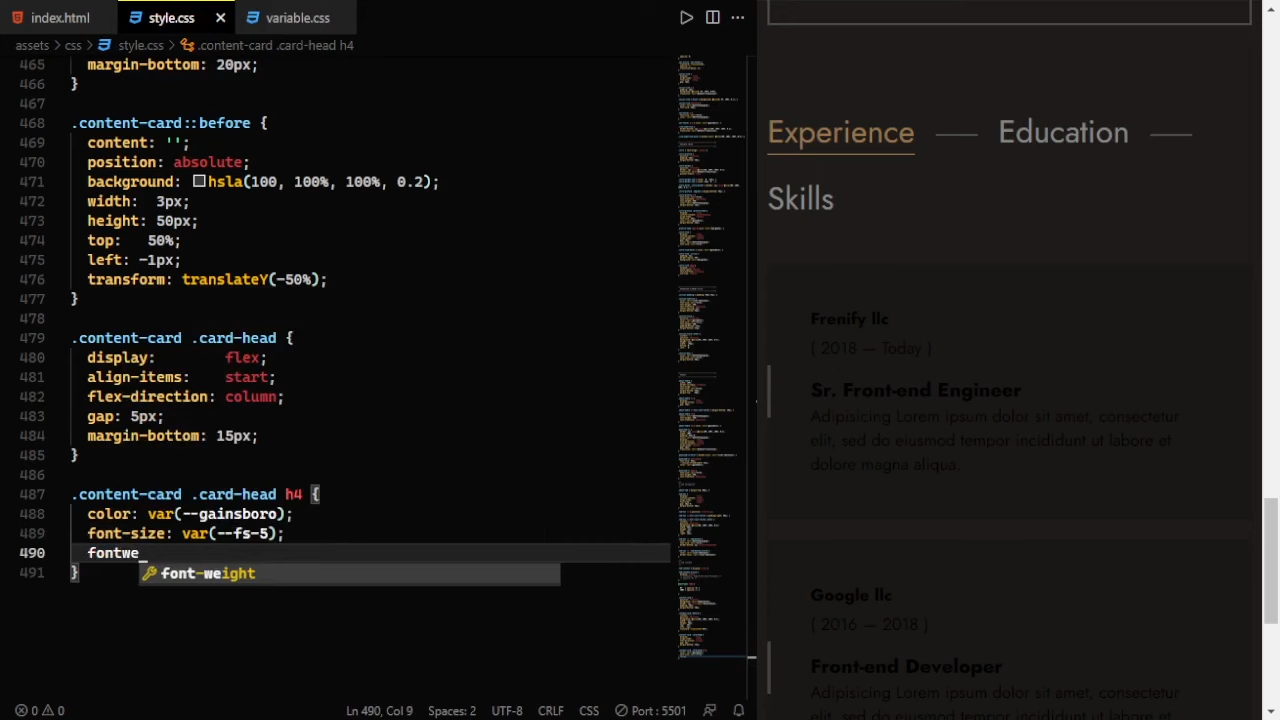 index.html
style.css
variable.css
assets > css > style.css > .content-card .card-head h4
465 margin-bottom: 20px;
466 }
467
468 .content-card::before {
469 content: '';
470 position: absolute;
471 background: hsla(100, 100%, 100%, 0.2);
472 width: 3px;
473 height: 50px;
474 top: 50%;
475 left: -1px;
476 transform: translateY(-50%);
477 }
478
479 .content-card .card-head {
480 display: flex;
481 align-items: start;
482 flex-direction: column;
483 gap: 5px;
484 margin-bottom: 15px;
485 }
486
487 .content-card .card-head h4 {
488 color: var(--gainsboro);
489 font-size: var(--fs-5);
490 fontwe
font-weight
491 }
0 0
Ln 490, Col 9
Spaces: 2
UTF-8
CRLF
CSS
Port : 5501
Experience
Education
Skills
Frenify llc
( 2018 — Today )
Sr. Front-end Engineer
Adipisicing Lorem ipsum dolor sit amet, consectetur
elit, sed do eiusmod tempor incididunt ut labore et
dolore magna aliqua.
Google llc
( 2016 — 2018 )
Front-end Developer
Adipisicing Lorem ipsum dolor sit amet, consectetur